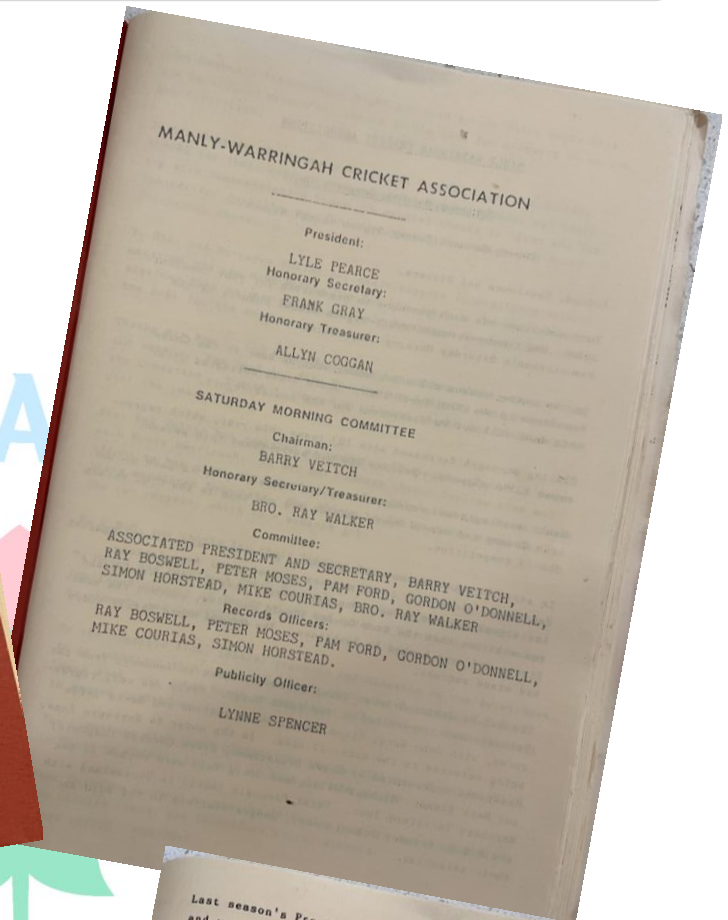 MANLY-WARRINGAH CRICKET ASSOCIATION
President:
LYLE PEARCE
Honorary Secretary:
FRANK GRAY
Honorary Treasurer:
ALLYN COGGAN
SATURDAY MORNING COMMITTEE
Chairman:
BARRY VEITCH
Honorary Secretary/Treasurer:
BRO. RAY WALKER
Committee:
ASSOCIATED PRESIDENT AND SECRETARY, BARRY VEITCH,
RAY BOSWELL, PETER MOSES, PAM FORD, GORDON O'DONNELL,
SIMON HORSTEAD, MIKE COURIAS, BRO. RAY WALKER
Records Officers:
RAY BOSWELL, PETER MOSES, PAM FORD, GORDON O'DONNELL,
MIKE COURIAS, SIMON HORSTEAD.
Publicity Officer:
LYNNE SPENCER
A
Last season's
and